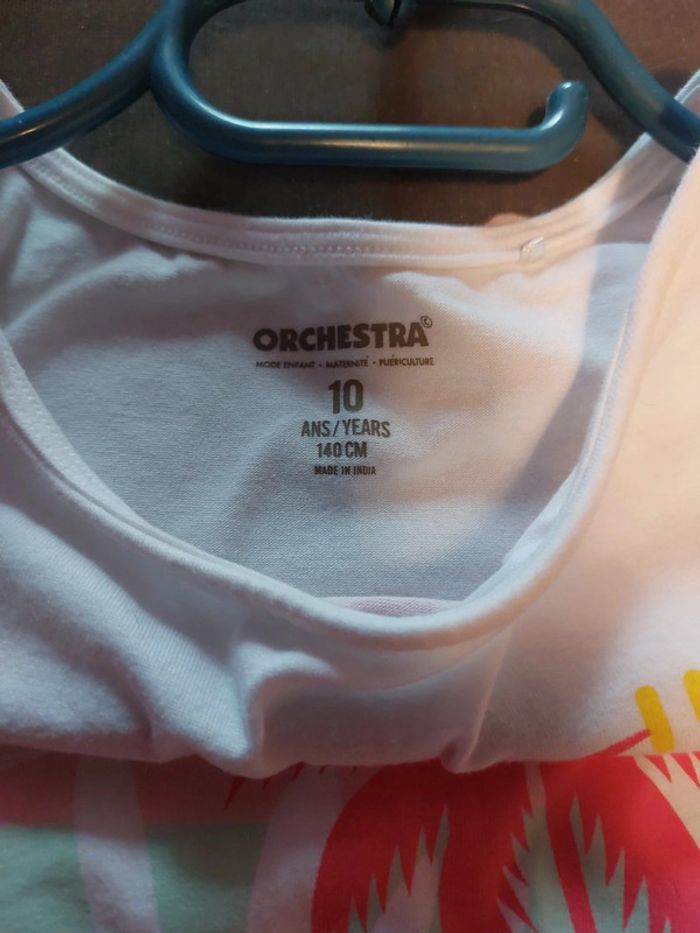 ORCHESTRA©
MODE ENFANT • MATERNITÉ • PUÉRICULTURE
10
ANS/YEARS
140 CM
MADE IN INDIA